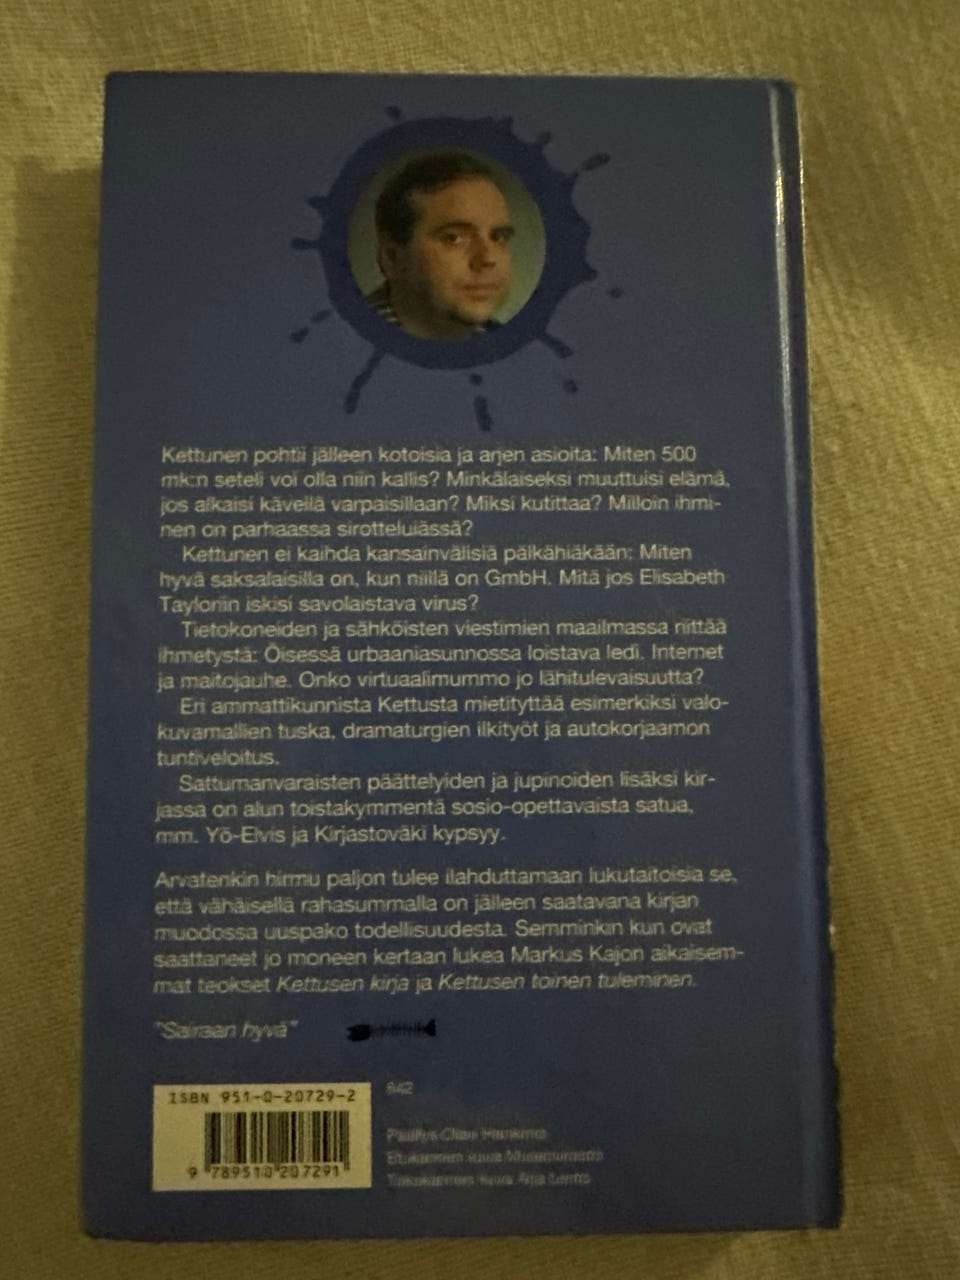 Kettunen pohtii jälleen kotoisia ja arjen asioita: Miten 500
mk:n seteli voi olla niin kallis? Minkälaiseksi muuttuisi elämä,
jos alkaisi kävellä varpaisillaan? Miksi kutittaa? Milloin ihmi-
nen on parhaassa sirotteluiässä?
Kettunen ei kaihda kansainvälisiä pälkähiäkään: Miten
hyvä saksalaisilla on, kun niillä on GmbH. Mitä jos Elisabeth
Tayloriin iskisi savolaistava virus?
Tietokoneiden ja sähköisten viestimien maailmassa riittää
ihmetystä: Öisessä urbaaniasunnossa loistava ledi. Internet
ja maitojauhe. Onko virtuaalimummo jo lähitulevaisuutta?
Eri ammattikunnista Kettusta mietityttää esimerkiksi valo-
kuvamallien tuska, dramaturgien ilkityöt ja autokorjaamon
tuntiveloitus.
Sattumanvaraisten päättelyiden ja jupinoiden lisäksi kir-
jassa on alun toistakymmentä sosio-opettavaista satua,
mm. Yö-Elvis ja Kirjastoväki kypsyy.
Arvatenkin hirmu paljon tulee ilahduttamaan lukutaitoisia se,
että vähäisellä rahasummalla on jälleen saatavana kirjan
muodossa uuspako todellisuudesta. Semminkin kun ovat
saattaneet jo moneen kertaan lukea Markus Kajon aikaisem-
mat teokset Kettusen kirja ja Kettusen toinen tuleminen.
"Sairaan hyvä"
ISBN 951-0-20729-2
842
9 789510 207291